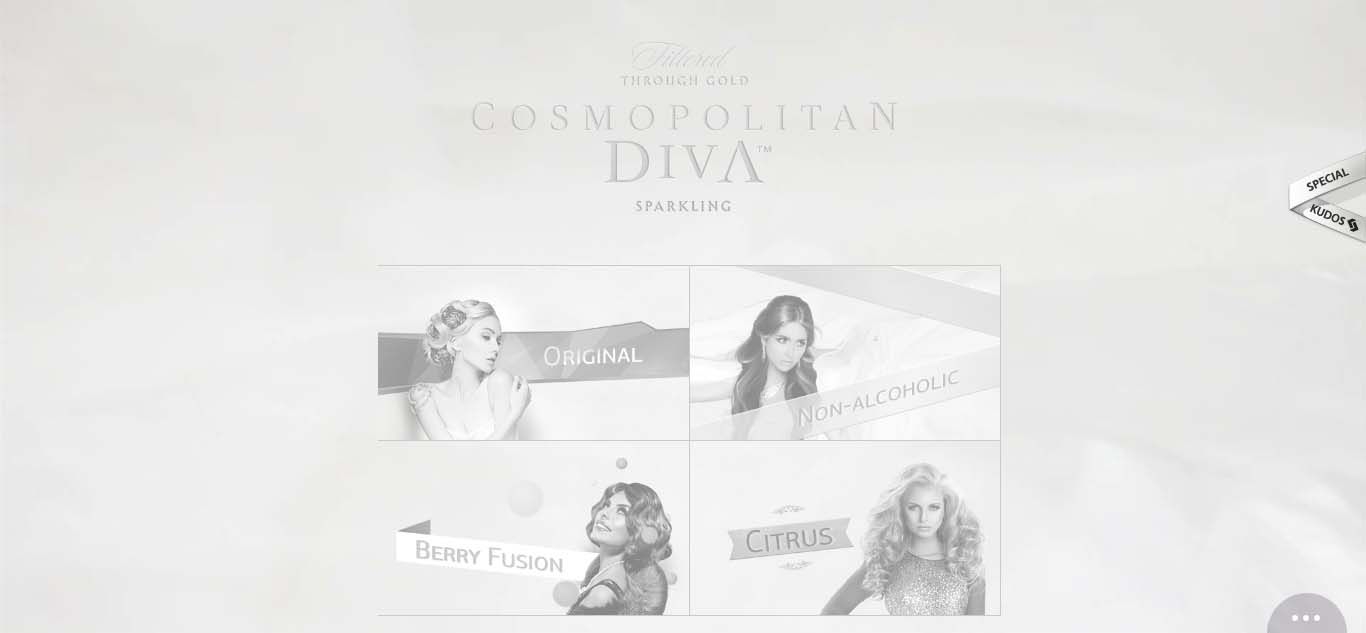 Filtered
THROUGH GOLD
COSMOPOLITAN
DIVA™
SPARKLING
SPECIAL
KUDOS
ORIGINAL
NON-ALCOHOLIC
BERRY FUSION
CITRUS